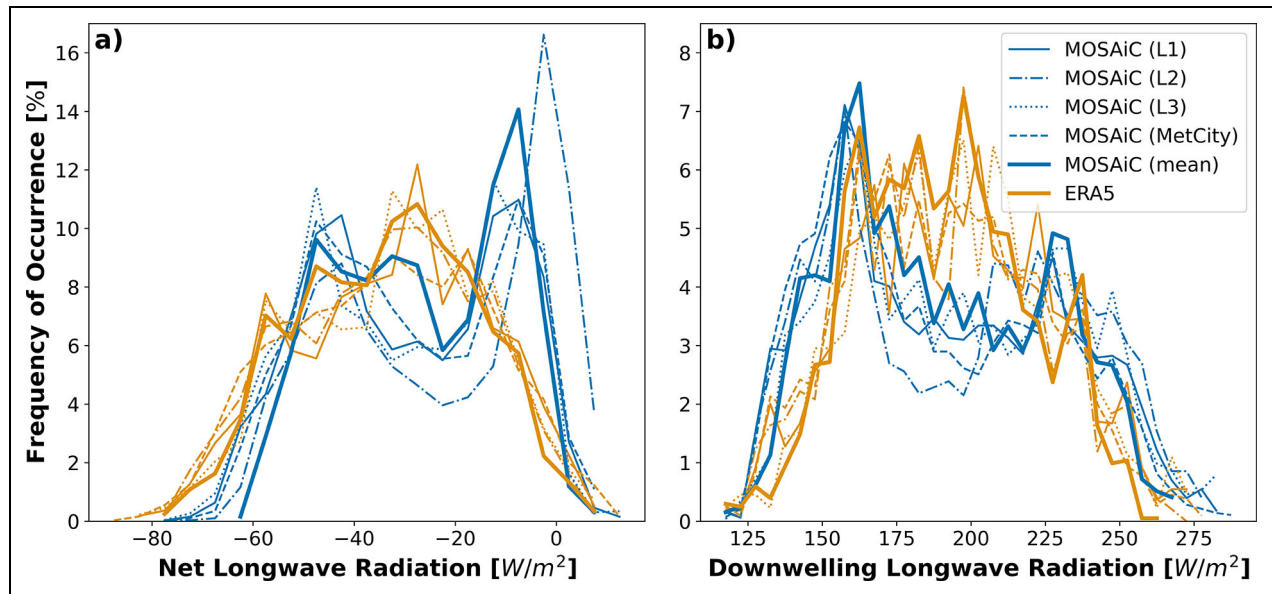 a)
Frequency of Occurrence [%]
16
14
12
10
8
6
4
2
0
−80
−60
−40
−20
0
Net Longwave Radiation [W/m²]
b)
8
7
6
5
4
3
2
1
0
125
150
175
200
225
250
275
Downwelling Longwave Radiation [W/m²]
MOSAiC (L1)
MOSAiC (L2)
MOSAiC (L3)
MOSAiC (MetCity)
MOSAiC (mean)
ERA5